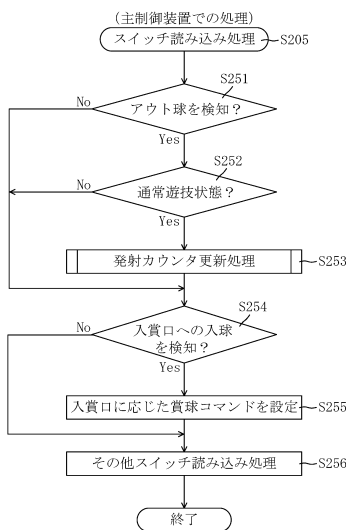 (主制御装置での処理)
スイッチ読み込み処理
S205
S251
No
アウト球を検知？
Yes
S252
No
通常遊技状態？
Yes
発射カウンタ更新処理
S253
S254
No
入賞口への入球
を検知？
Yes
入賞口に応じた賞球コマンドを設定
S255
その他スイッチ読み込み処理
S256
終了